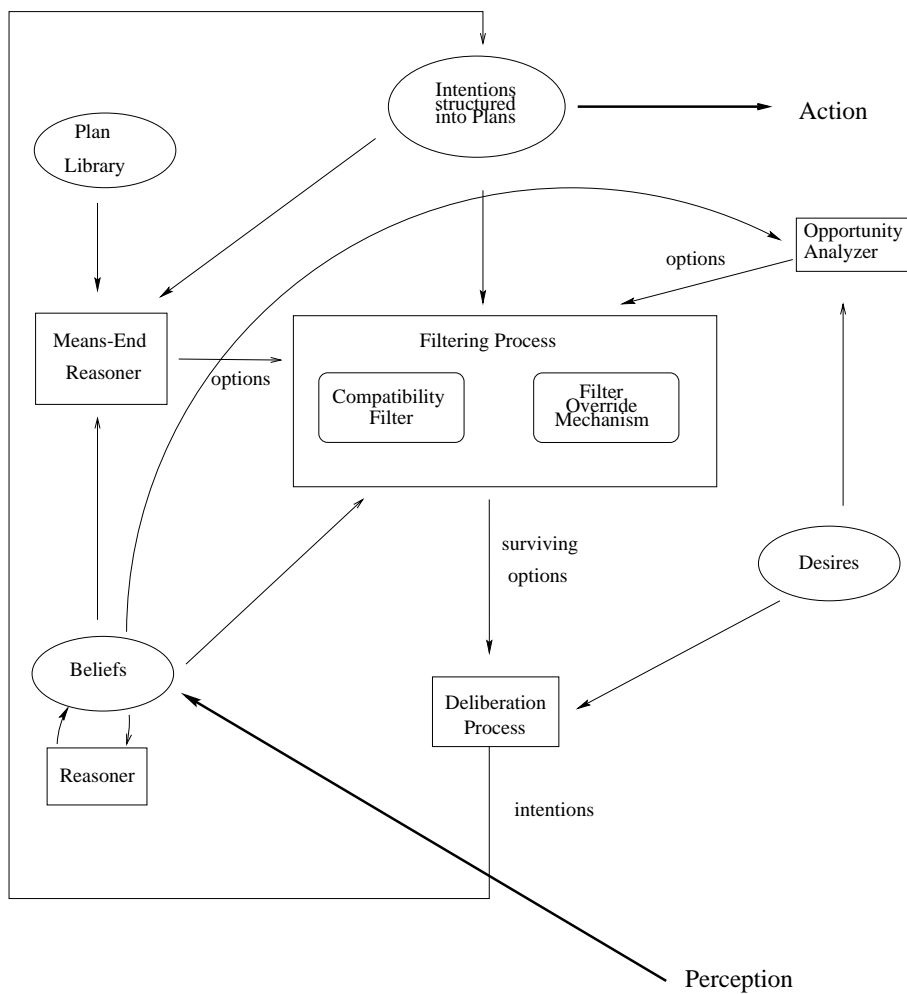 Intentions
structured
into Plans
Action
Plan
Library
Opportunity
Analyzer
options
Means-End
Reasoner
options
Filtering Process
Compatibility
Filter
Filter
Override
Mechanism
surviving
options
Desires
Beliefs
Deliberation
Process
Reasoner
intentions
Perception